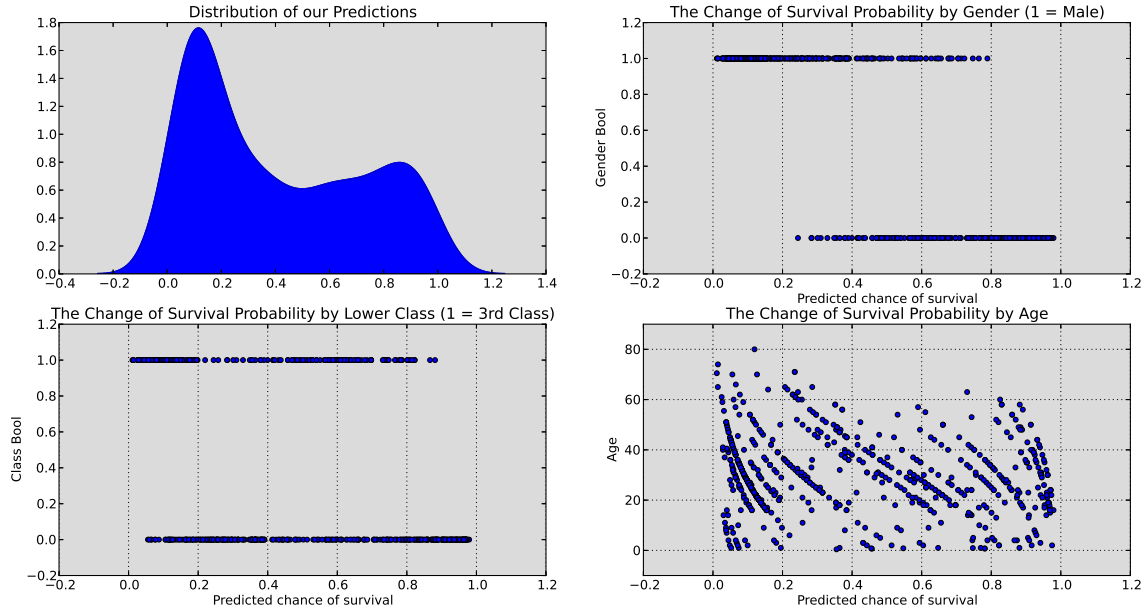 Distribution of our Predictions
1.8
1.6
1.4
1.2
1.0
0.8
0.6
0.4
0.2
0.0
−0.4 −0.2 0.0 0.2 0.4 0.6 0.8 1.0 1.2 1.4
The Change of Survival Probability by Gender (1 = Male)
1.2
1.0
0.8
0.6
0.4
0.2
0.0
−0.2
Gender Bool
−0.2 0.0 0.2 0.4 0.6 0.8 1.0 1.2
Predicted chance of survival
The Change of Survival Probability by Lower Class (1 = 3rd Class)
1.2
1.0
0.8
0.6
0.4
0.2
0.0
−0.2
Class Bool
−0.2 0.0 0.2 0.4 0.6 0.8 1.0 1.2
Predicted chance of survival
The Change of Survival Probability by Age
80
60
40
20
0
Age
−0.2 0.0 0.2 0.4 0.6 0.8 1.0 1.2
Predicted chance of survival